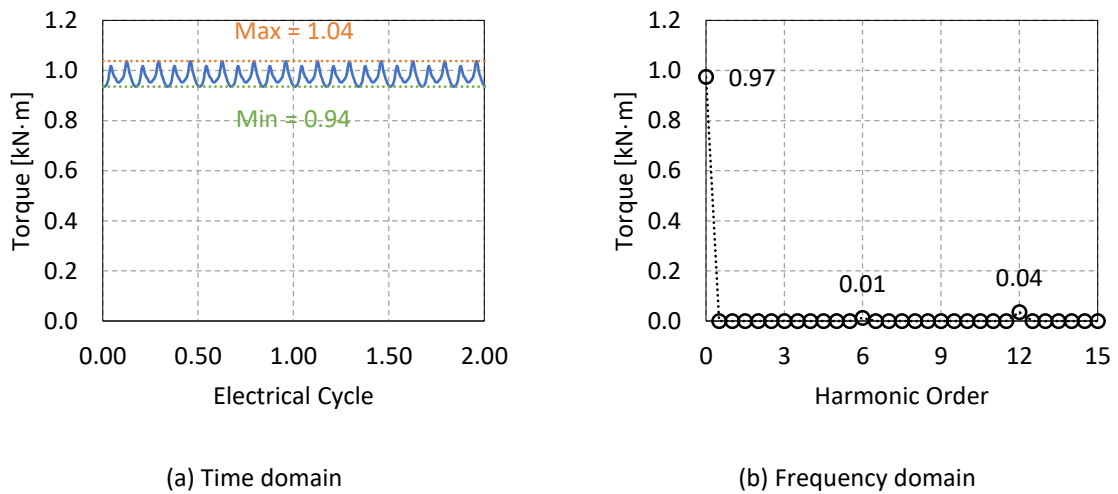 1.2
1.0
0.8
0.6
0.4
0.2
0.0
Torque [kN·m]
Max = 1.04
Min = 0.94
0.00 0.50 1.00 1.50 2.00
Electrical Cycle
(a) Time domain
1.2
1.0
0.8
0.6
0.4
0.2
0.0
Torque [kN·m]
0.97
0.01
0.04
0 3 6 9 12 15
Harmonic Order
(b) Frequency domain